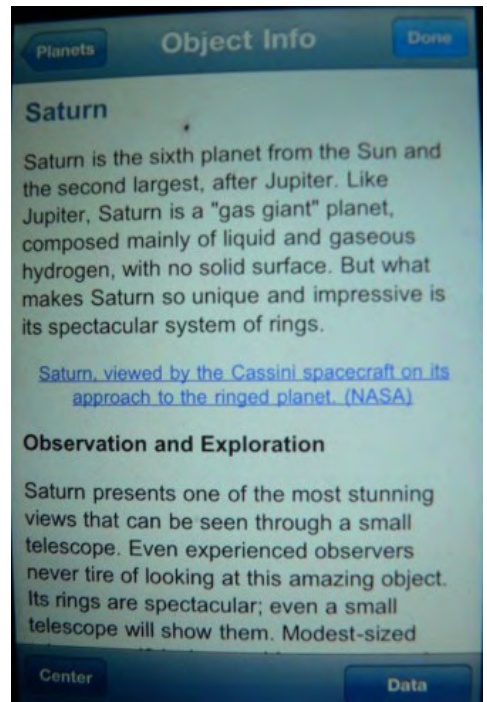 Planets
Object Info
Done
Saturn
Saturn is the sixth planet from the Sun and
the second largest, after Jupiter. Like
Jupiter, Saturn is a "gas giant" planet,
composed mainly of liquid and gaseous
hydrogen, with no solid surface. But what
makes Saturn so unique and impressive is
its spectacular system of rings.
Saturn, viewed by the Cassini spacecraft on its
approach to the ringed planet. (NASA)
Observation and Exploration
Saturn presents one of the most stunning
views that can be seen through a small
telescope. Even experienced observers
never tire of looking at this amazing object.
Its rings are spectacular; even a small
telescope will show them. Modest-sized
Center
Data